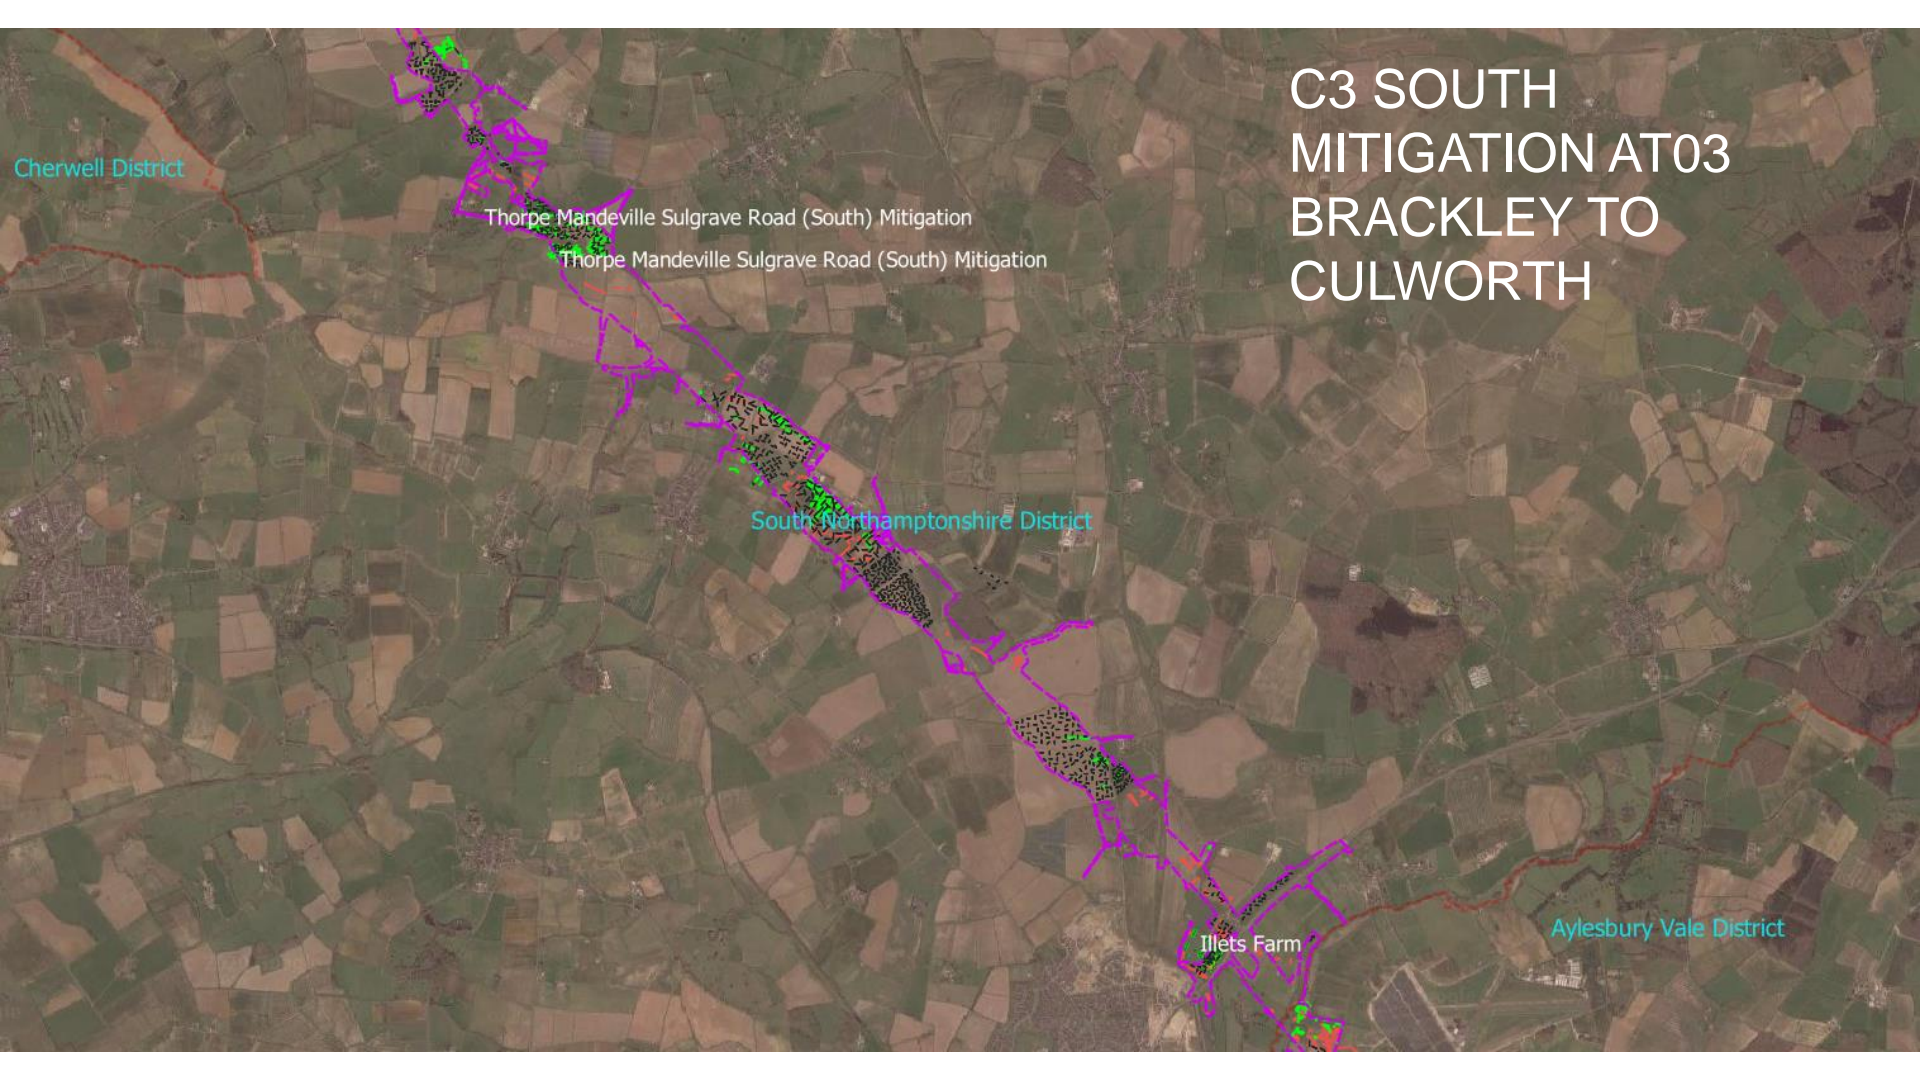 C3 SOUTH
MITIGATION AT03
BRACKLEY TO
CULWORTH
Cherwell District
Thorpe Mandeville Sulgrave Road (South) Mitigation
Thorpe Mandeville Sulgrave Road (South) Mitigation
South Northamptonshire District
Aylesbury Vale District
Illets Farm